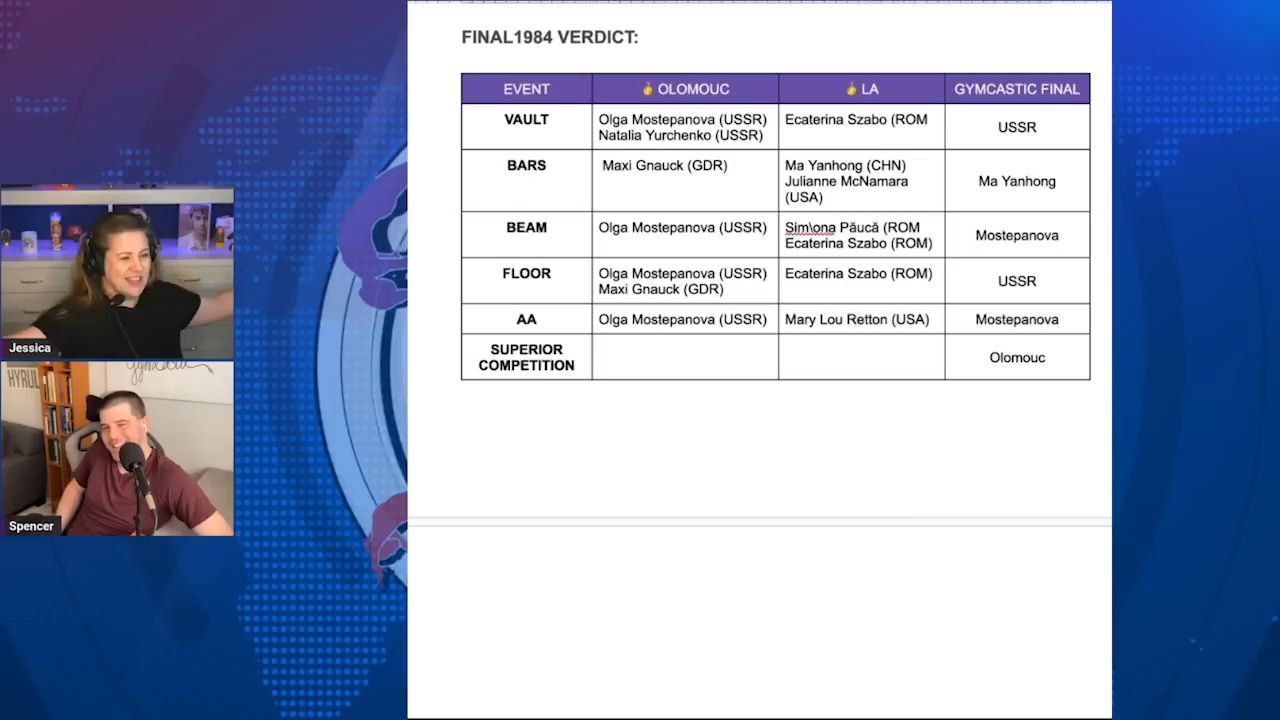 FINAL1984 VERDICT:
EVENT 🥇 OLOMOUC 🥇 LA GYMCASTIC FINAL
VAULT
Olga Mostepanova (USSR)
Natalia Yurchenko (USSR)
Ecaterina Szabo (ROM
USSR
BARS
Maxi Gnauck (GDR)
Ma Yanhong (CHN)
Julianne McNamara
(USA)
Ma Yanhong
BEAM
Olga Mostepanova (USSR)
Sim\ona Păucă (ROM
Ecaterina Szabo (ROM)
Mostepanova
FLOOR
Olga Mostepanova (USSR)
Maxi Gnauck (GDR)
Ecaterina Szabo (ROM)
USSR
AA
Olga Mostepanova (USSR)
Mary Lou Retton (USA)
Mostepanova
SUPERIOR
COMPETITION
Olomouc
Jessica
HYRUL
Spencer